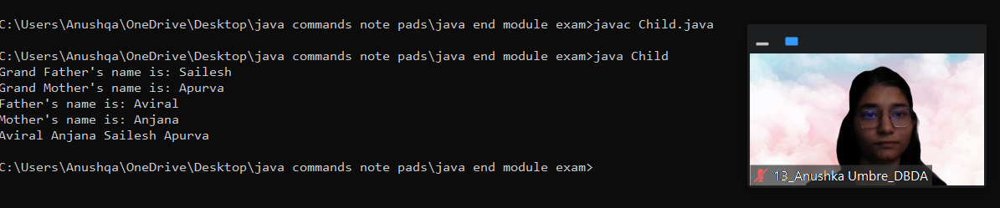 C:\Users\Anushqa\OneDrive\Desktop\java commands note pads\java end module exam>javac Child.java
C:\Users\Anushqa\OneDrive\Desktop\java commands note pads\java end module exam>java Child
Grand Father's name is: Sailesh
Grand Mother's name is: Apurva
Father's name is: Aviral
Mother's name is: Anjana
Aviral Anjana Sailesh Apurva
C:\Users\Anushqa\OneDrive\Desktop\java commands note pads\java end module exam>
13_Anushka Umbre_DBDA